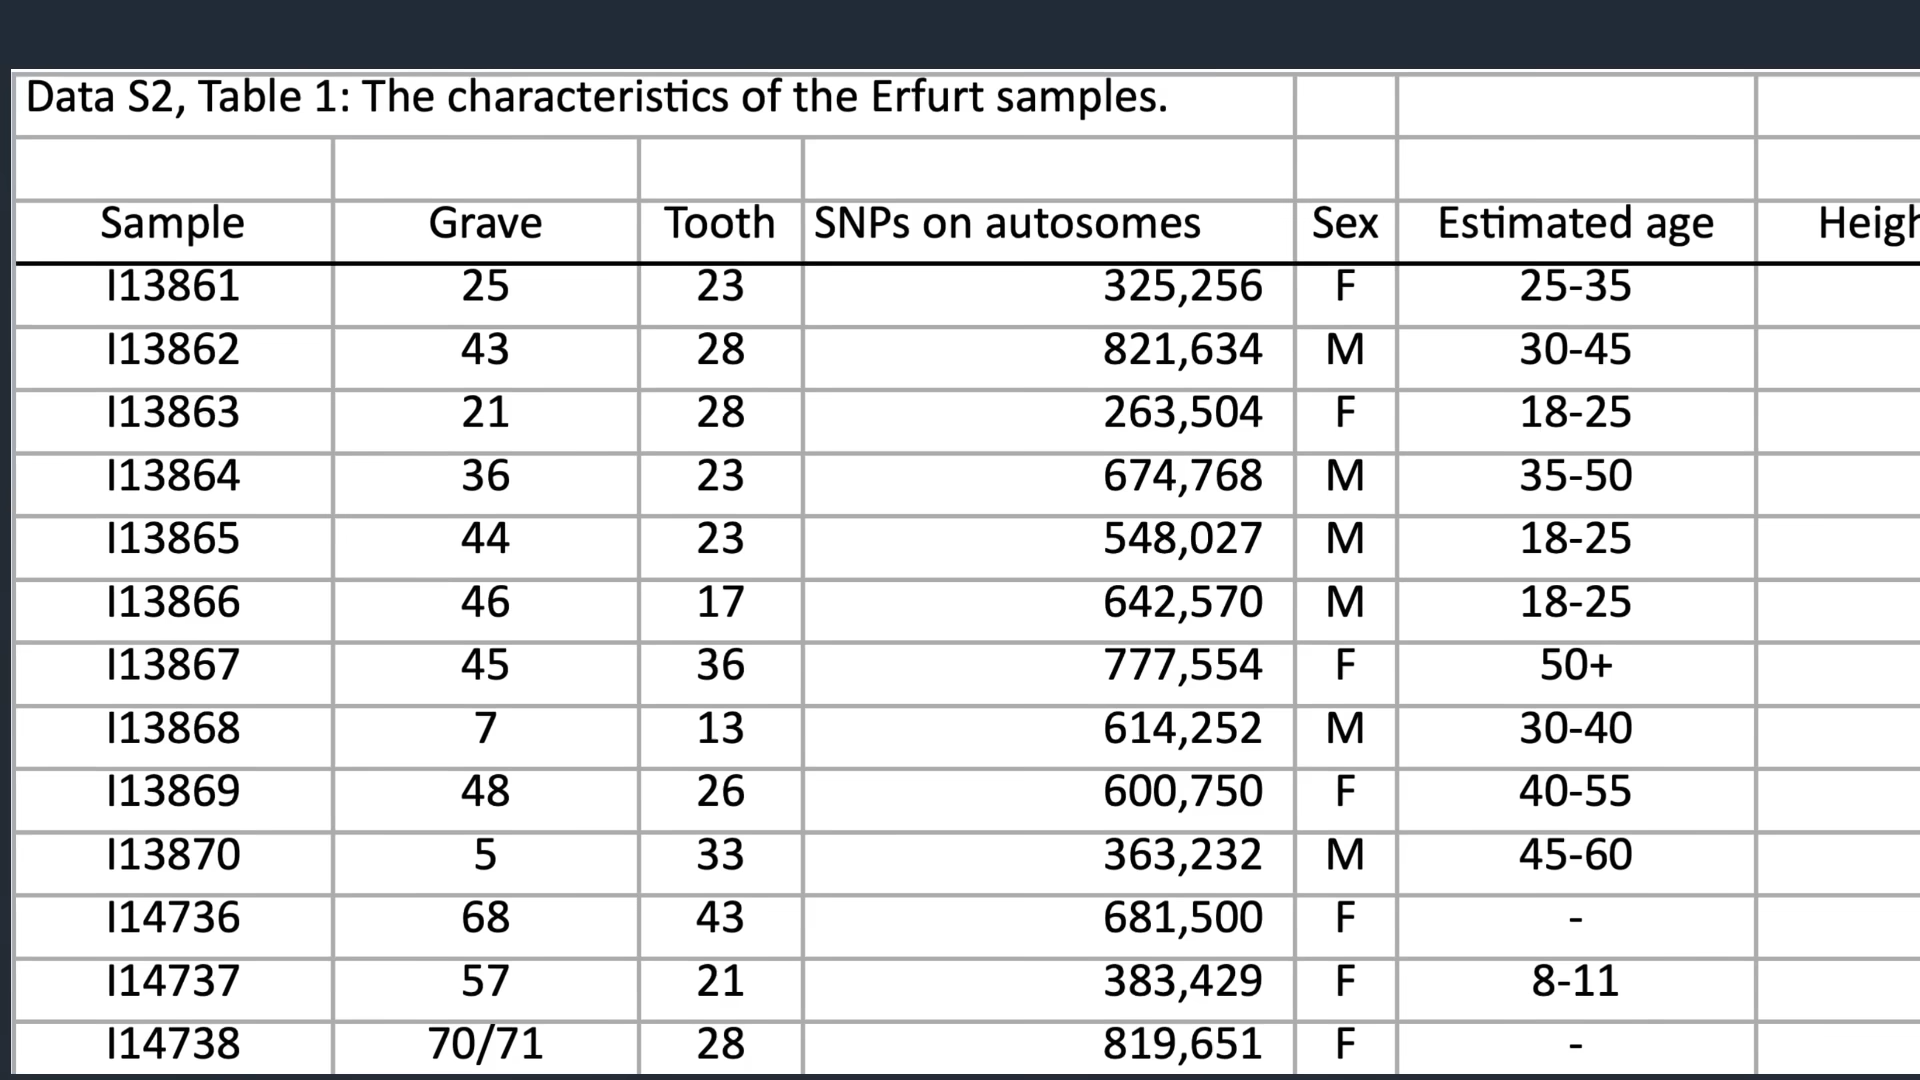 Data S2, Table 1: The characteristics of the Erfurt samples.
Sample Grave Tooth SNPs on autosomes Sex Estimated age
I13861 25 23 325,256 F 25-35
I13862 43 28 821,634 M 30-45
I13863 21 28 263,504 F 18-25
I13864 36 23 674,768 M 35-50
I13865 44 23 548,027 M 18-25
I13866 46 17 642,570 M 18-25
I13867 45 36 777,554 F 50+
I13868 7 13 614,252 M 30-40
I13869 48 26 600,750 F 40-55
I13870 5 33 363,232 M 45-60
I14736 68 43 681,500 F -
I14737 57 21 383,429 F 8-11
I14738 70/71 28 819,651 F -